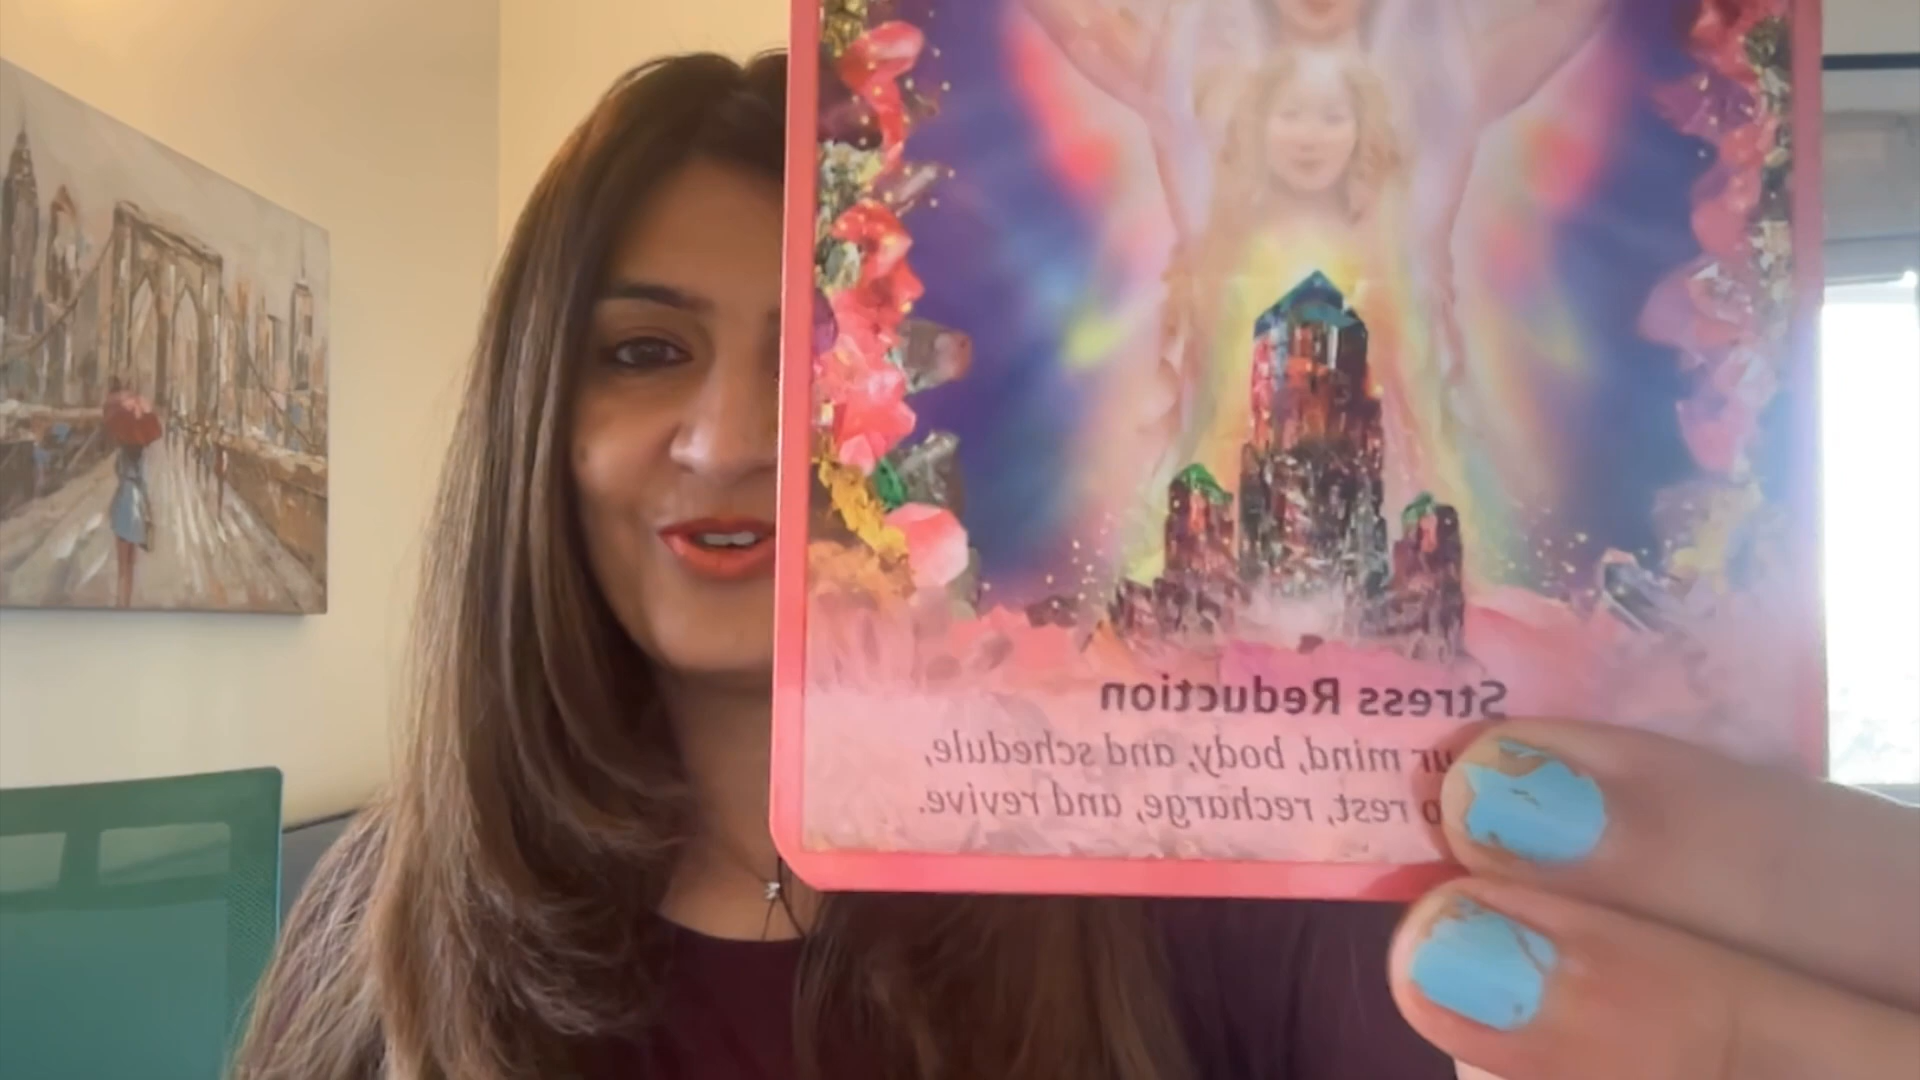 Stress Reduction
mind, body, and schedule,
rest, recharge, and revive.